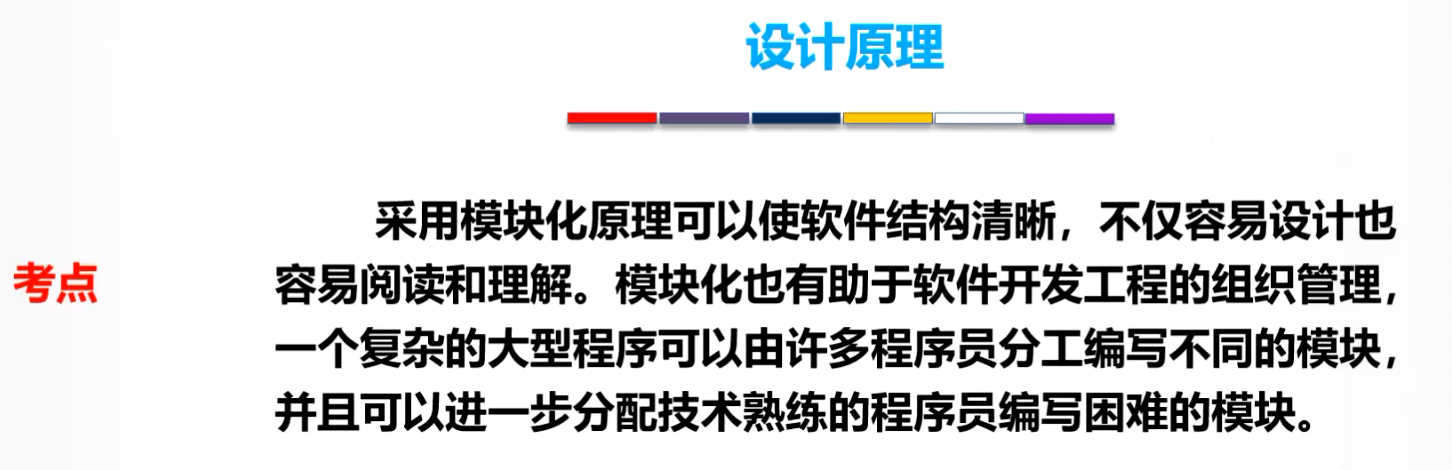 设计原理
采用模块化原理可以使软件结构清晰，不仅容易设计也
考点
容易阅读和理解。模块化也有助于软件开发工程的组织管理，
一个复杂的大型程序可以由许多程序员分工编写不同的模块，
并且可以进一步分配技术熟练的程序员编写困难的模块。